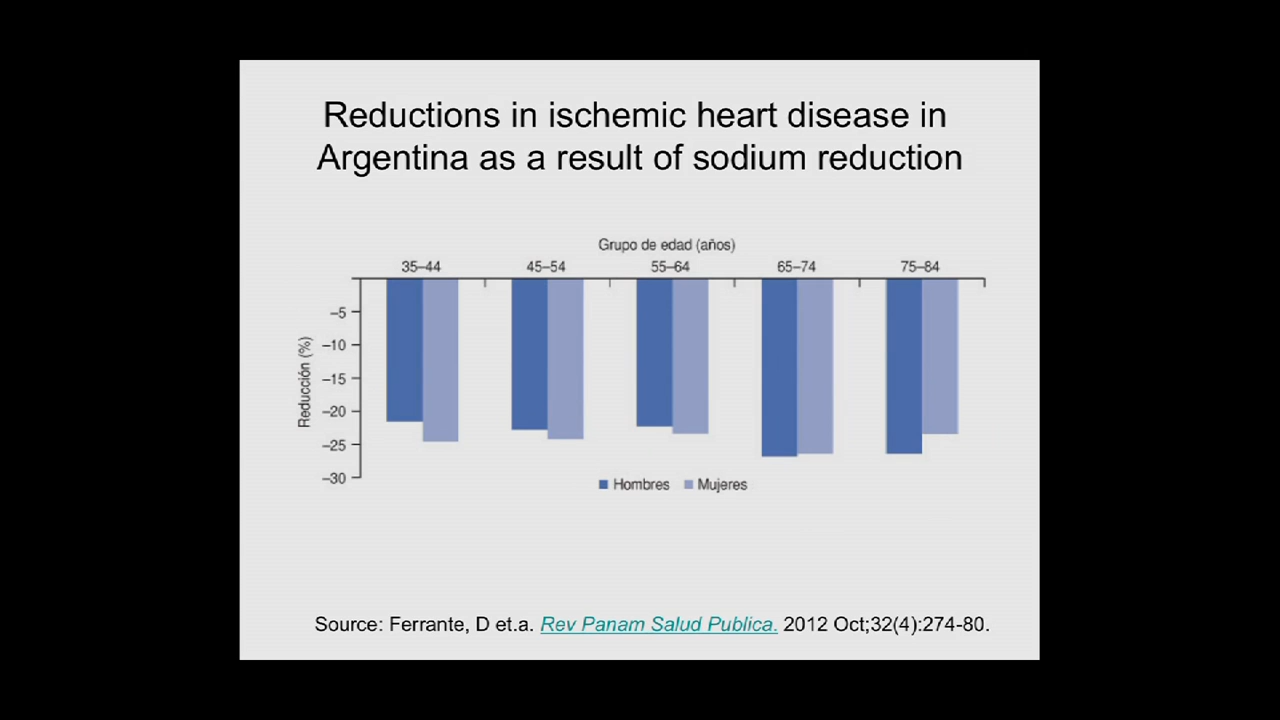 Reductions in ischemic heart disease in
Argentina as a result of sodium reduction
Grupo de edad (años)
35–44 45–54 55–64 65–74 75–84
–5
–10
–15
–20
–25
–30
Reducción (%)
Hombres Mujeres
Source: Ferrante, D et.a. Rev Panam Salud Publica. 2012 Oct;32(4):274-80.